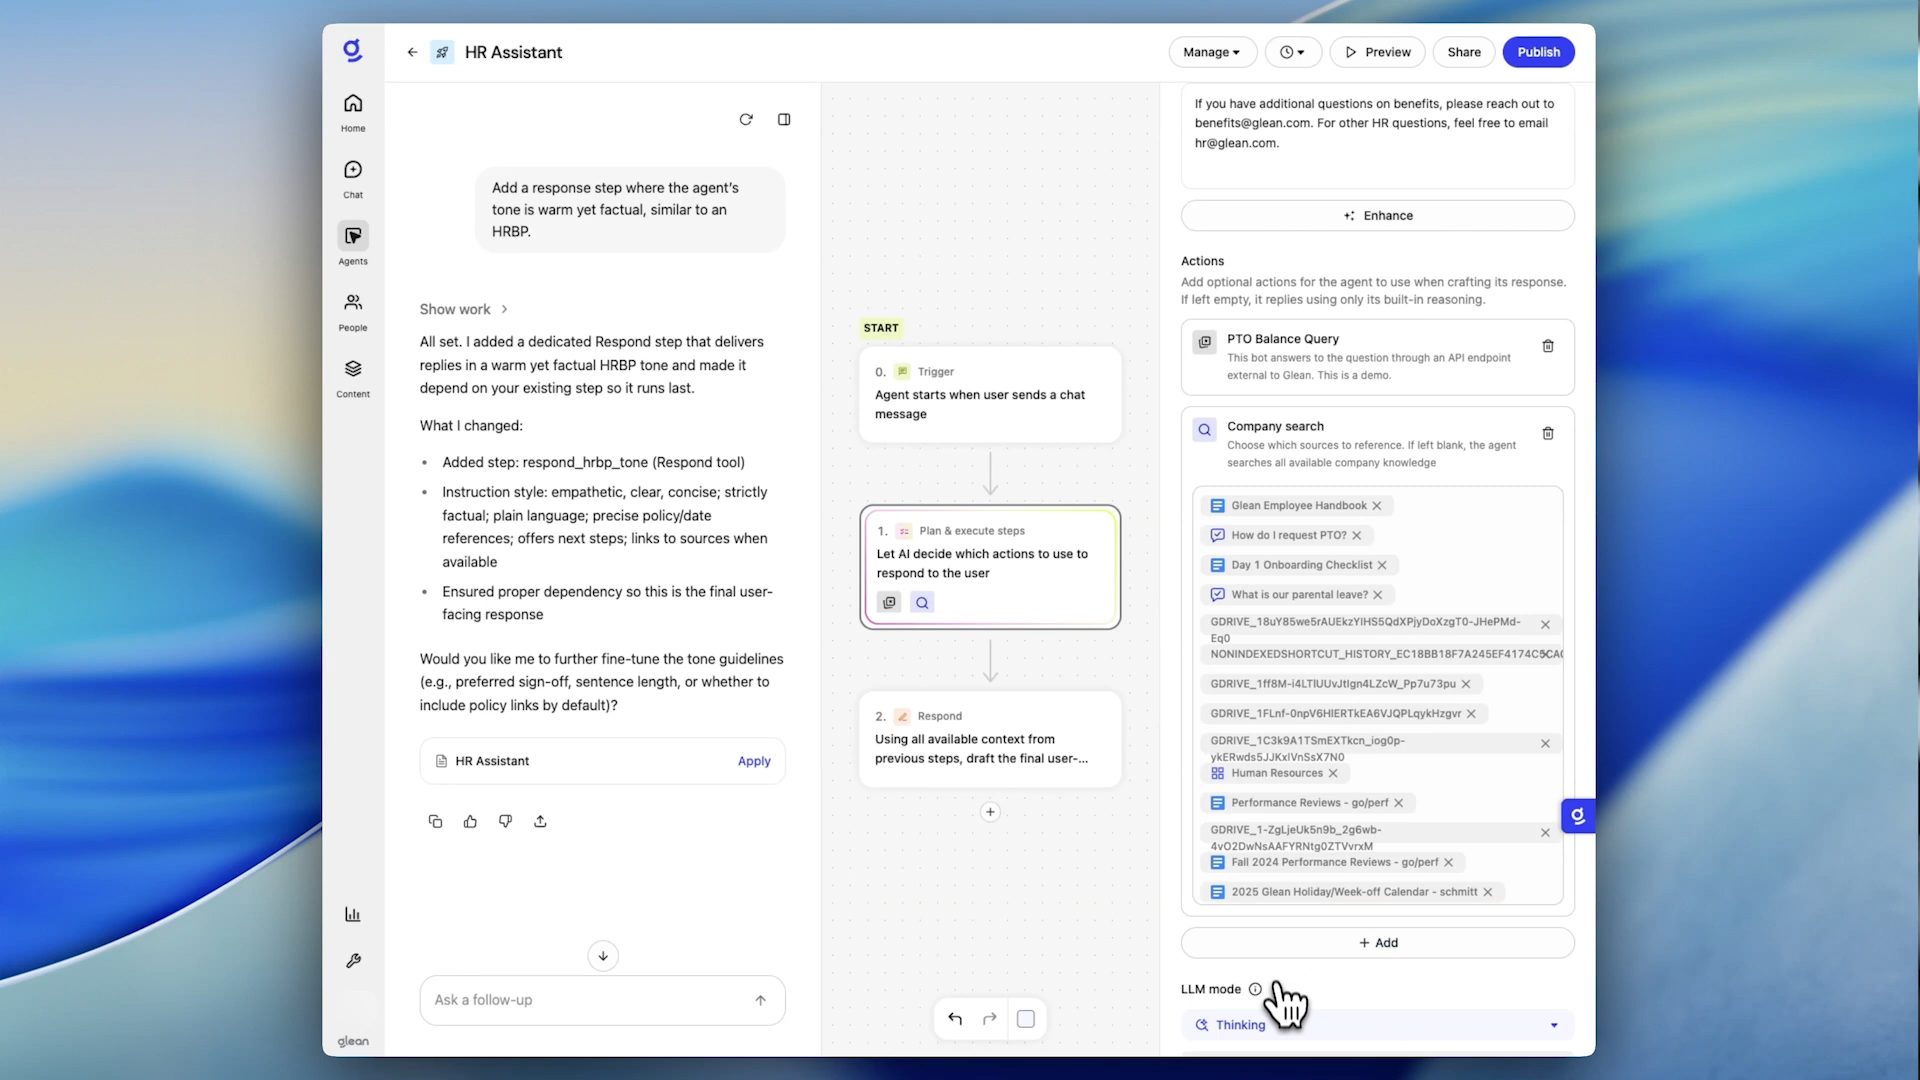 HR Assistant
Manage
Preview
Share
Publish
Home
Chat
Agents
People
Content
glean
Add a response step where the agent's
tone is warm yet factual, similar to an
HRBP.
Show work
All set. I added a dedicated Respond step that delivers
replies in a warm yet factual HRBP tone and made it
depend on your existing step so it runs last.
What I changed:
• Added step: respond_hrbp_tone (Respond tool)
• Instruction style: empathetic, clear, concise; strictly
factual; plain language; precise policy/date
references; offers next steps; links to sources when
available
• Ensured proper dependency so this is the final user-
facing response
Would you like me to further fine-tune the tone guidelines
(e.g., preferred sign-off, sentence length, or whether to
include policy links by default)?
HR Assistant
Apply
Ask a follow-up
START
0. Trigger
Agent starts when user sends a chat
message
1. Plan & execute steps
Let AI decide which actions to use to
respond to the user
2. Respond
Using all available context from
previous steps, draft the final user-...
If you have additional questions on benefits, please reach out to
benefits@glean.com. For other HR questions, feel free to email
hr@glean.com.
Enhance
Actions
Add optional actions for the agent to use when crafting its response.
If left empty, it replies using only its built-in reasoning.
PTO Balance Query
This bot answers to the question through an API endpoint
external to Glean. This is a demo.
Company search
Choose which sources to reference. If left blank, the agent
searches all available company knowledge
Glean Employee Handbook
How do I request PTO?
Day 1 Onboarding Checklist
What is our parental leave?
GDRIVE_18uY85we5rAUEkzYIHS5QdXPjyDoXzgT0-JHePMd-
Eq0
GDRIVE_1ff8M-i4LTlUUvJtIgn4LZcW_Pp7u73pu
GDRIVE_1FLnf-0npV6HIERTkEA6VJQPLqykHzgvr
GDRIVE_1C3k9A1TSmEXTkcn_iog0p-
ykERwds5JJKxIVnSsX7N0
Human Resources
Performance Reviews - go/perf
GDRIVE_1-ZgLjeUk5n9b_2g6wb-
4vO2DwNsAAFYRNtg0ZTVvrxM
Fall 2024 Performance Reviews - go/perf
2025 Glean Holiday/Week-off Calendar - schmitt
+ Add
LLM mode
Thinking